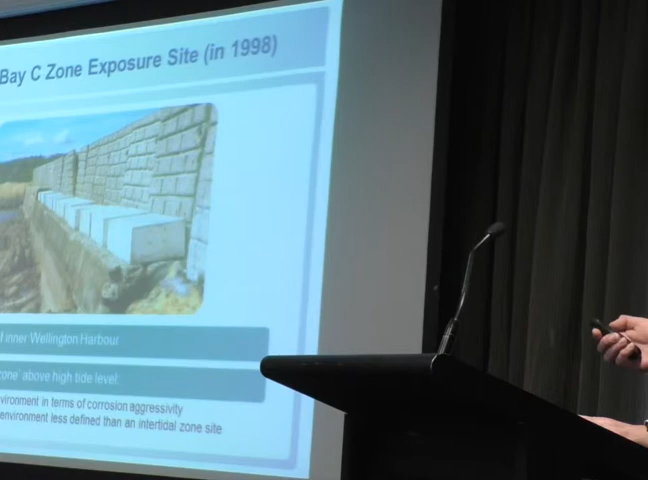 Bay C Zone Exposure Site (in 1998)
inner Wellington Harbour
zone' above high tide level:
vironment in terms of corrosion aggressivity
environment less defined than an intertidal zone site